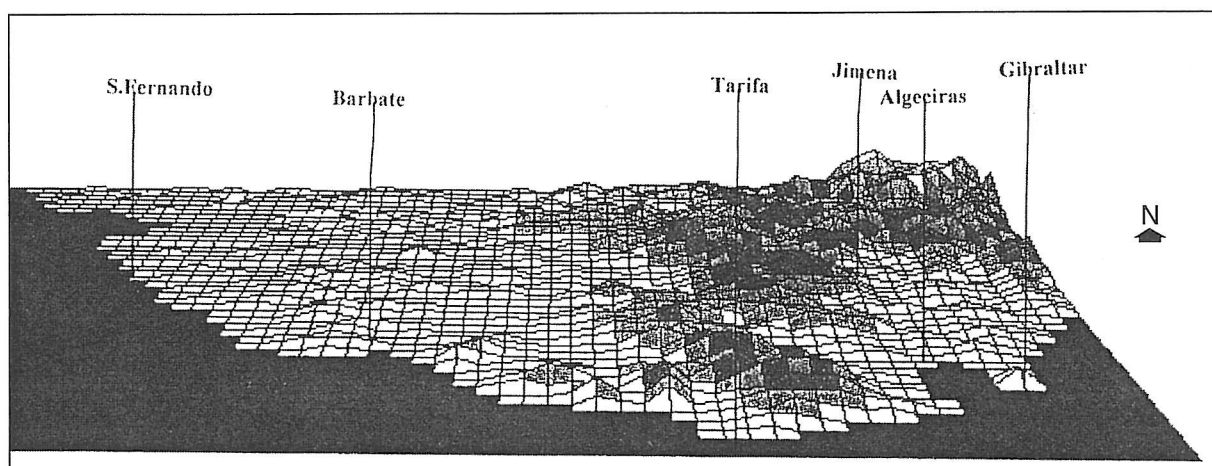 S.Fernando
Barbate
Tarifa
Jimena
Algeciras
Gibraltar
N